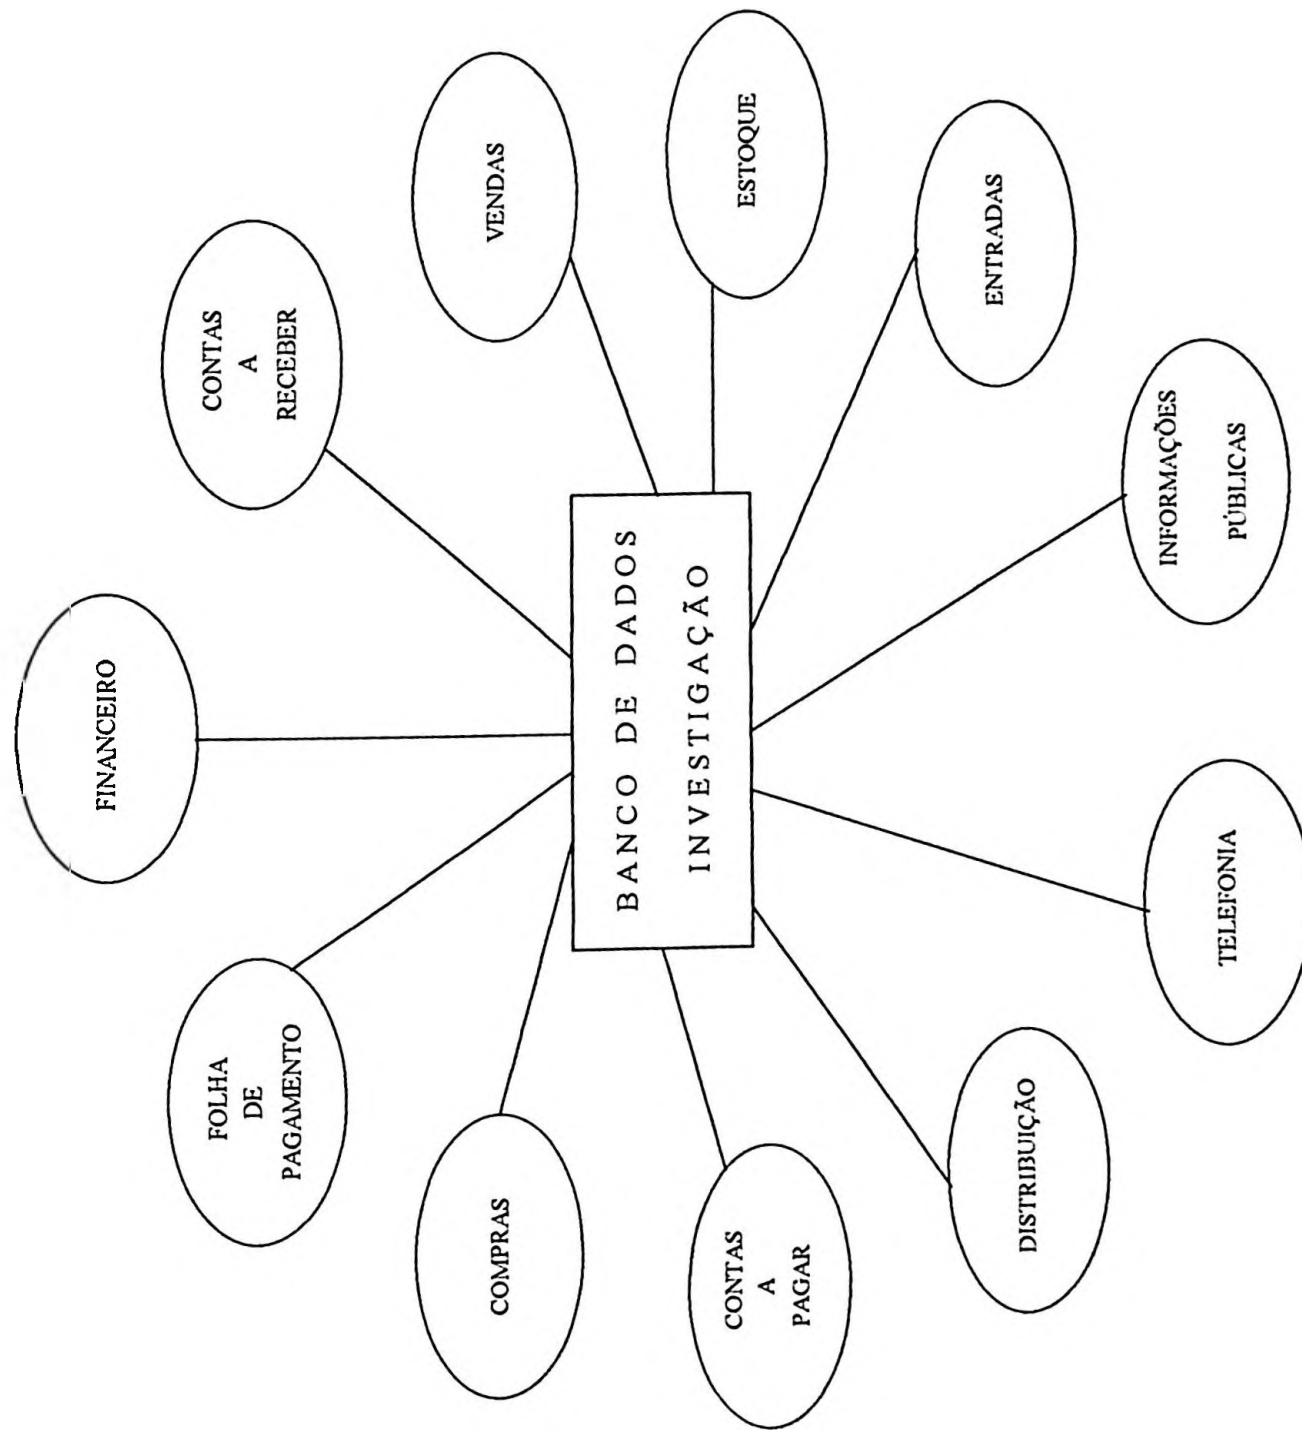 FINANCEIRO
CONTAS
A
RECEBER
VENDAS
ESTOQUE
ENTRADAS
INFORMAÇÕES
PÚBLICAS
TELEFONIA
DISTRIBUIÇÃO
CONTAS
A
PAGAR
COMPRAS
FOLHA
DE
PAGAMENTO
BANCO DE DADOS
INVESTIGAÇÃO